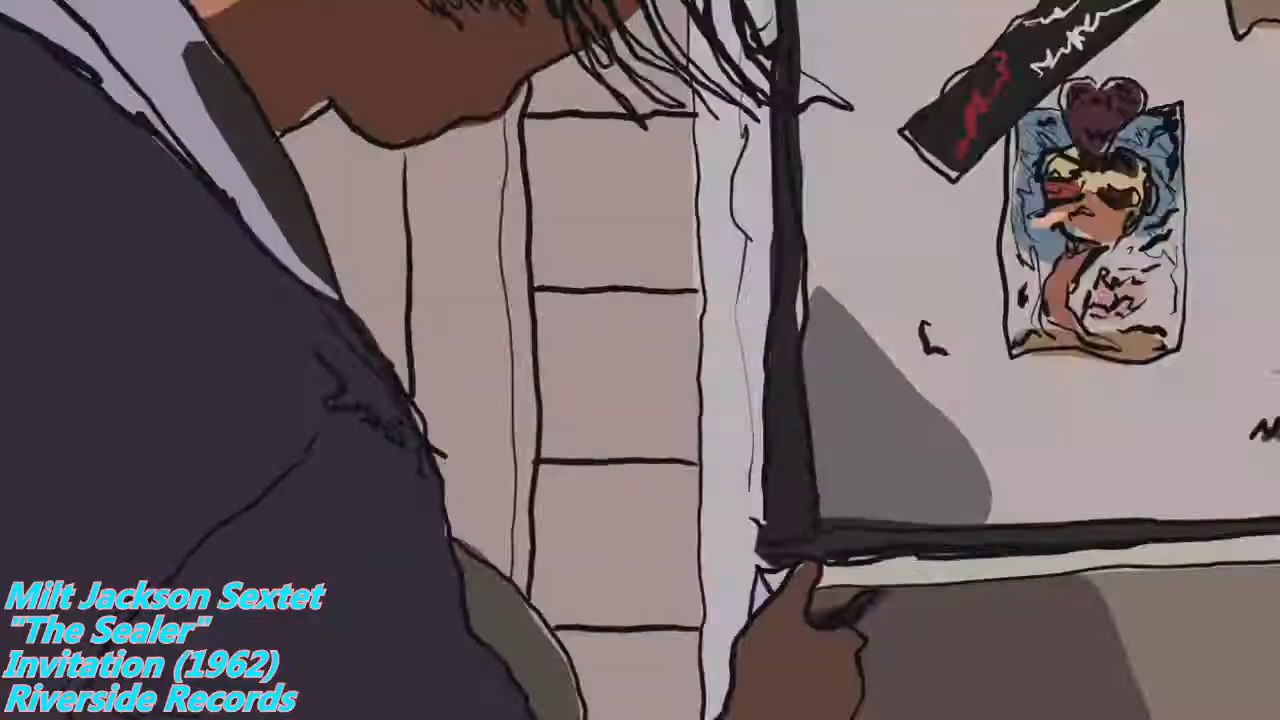 Milt Jackson Sextet
"The Sealer"
Invitation (1962)
Riverside Records